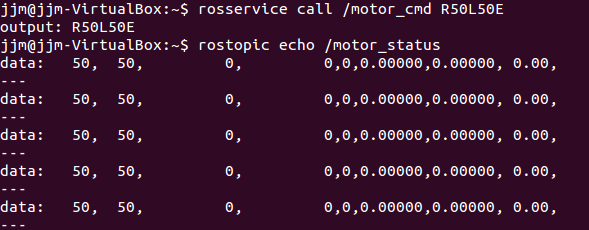 jjm@jjm-VirtualBox:~$ rosservice call /motor_cmd R50L50E
output: R50L50E
jjm@jjm-VirtualBox:~$ rostopic echo /motor_status
data:   50,  50,          0,          0,0,0.00000,0.00000, 0.00,
---
data:   50,  50,          0,          0,0,0.00000,0.00000, 0.00,
---
data:   50,  50,          0,          0,0,0.00000,0.00000, 0.00,
---
data:   50,  50,          0,          0,0,0.00000,0.00000, 0.00,
---
data:   50,  50,          0,          0,0,0.00000,0.00000, 0.00,
---